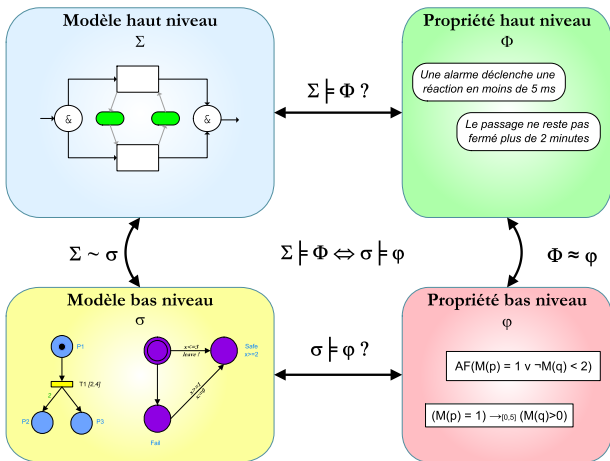 Modèle haut niveau
Σ
&
&
Σ ⊨ Φ ?
Propriété haut niveau
Φ
Une alarme déclenche une
réaction en moins de 5 ms
Le passage ne reste pas
fermé plus de 2 minutes
Σ ~ σ
Σ ⊨ Φ ⇔ σ ⊨ φ
Φ ≈ φ
Modèle bas niveau
σ
P1
T1 [2,4]
2
P2
P3
x<=3
leave !
Safe
x>=2
Fail
σ ⊨ φ ?
Propriété bas niveau
φ
AF(M(p) = 1 v ¬M(q) < 2)
(M(p) = 1) →[0,5] (M(q)>0)